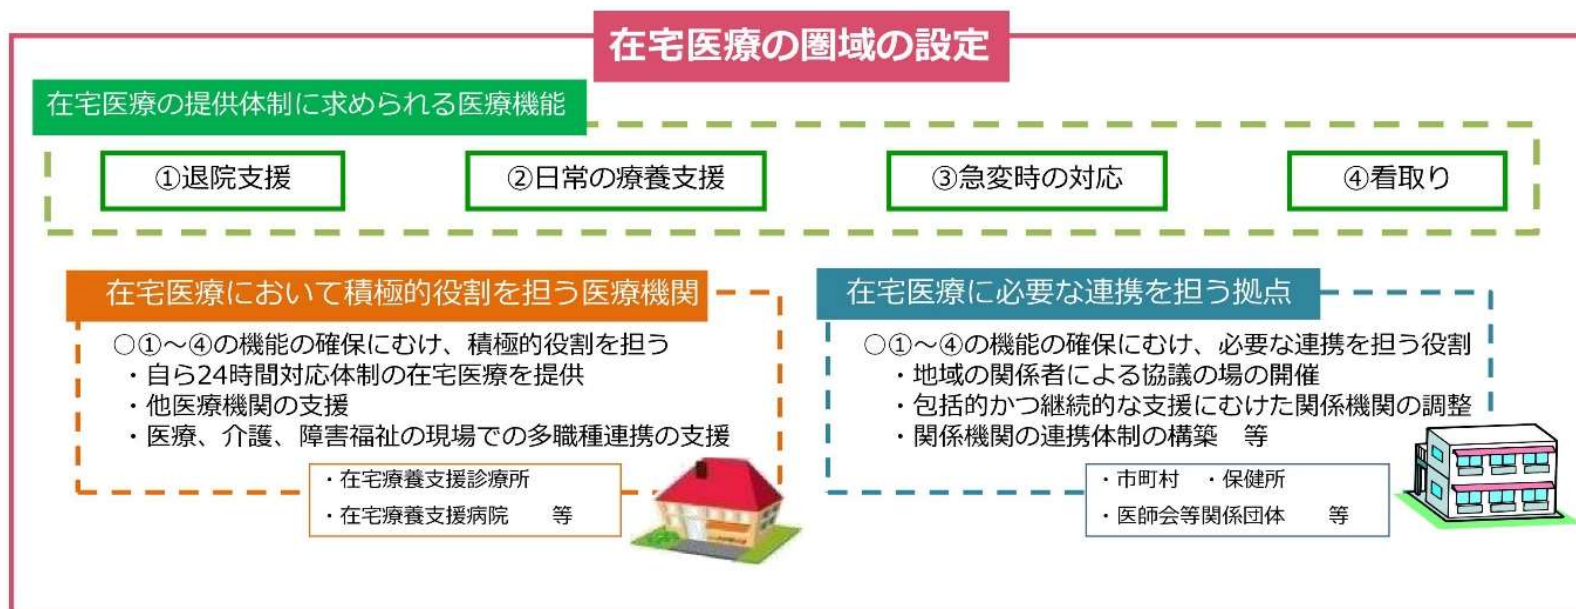 在宅医療の圏域の設定
在宅医療の提供体制に求められる医療機能
①退院支援
②日常の療養支援
③急変時の対応
④看取り
在宅医療において積極的役割を担う医療機関
○①～④の機能の確保にむけ、積極的役割を担う
・自ら24時間対応体制の在宅医療を提供
・他医療機関の支援
・医療、介護、障害福祉の現場での多職種連携の支援
・在宅療養支援診療所
・在宅療養支援病院　等
在宅医療に必要な連携を担う拠点
○①～④の機能の確保にむけ、必要な連携を担う役割
・地域の関係者による協議の場の開催
・包括的かつ継続的な支援にむけた関係機関の調整
・関係機関の連携体制の構築　等
・市町村　・保健所
・医師会等関係団体　等